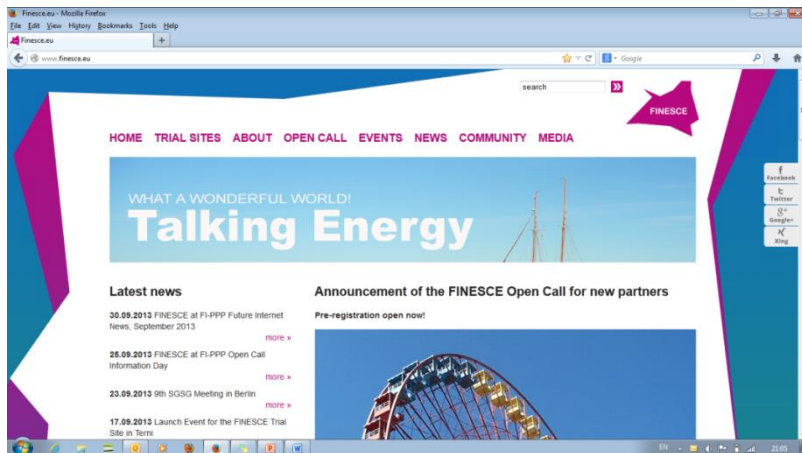 Finesce.eu - Mozilla Firefox
File Edit View History Bookmarks Tools Help
Finesce.eu
www.finesce.eu
Google
search
FINESCE
HOME TRIAL SITES ABOUT OPEN CALL EVENTS NEWS COMMUNITY MEDIA
facebook
Twitter
Google+
Xing
WHAT A WONDERFUL WORLD!
Talking Energy
Latest news
30.09.2013 FINESCE at FI-PPP Future Internet
News, September 2013
more »
25.09.2013 FINESCE at FI-PPP Open Call
Information Day
more »
23.09.2013 9th SGSG Meeting in Berlin
more »
17.09.2013 Launch Event for the FINESCE Trial
Site in Terni
Announcement of the FINESCE Open Call for new partners
Pre-registration open now!
EN
21:05